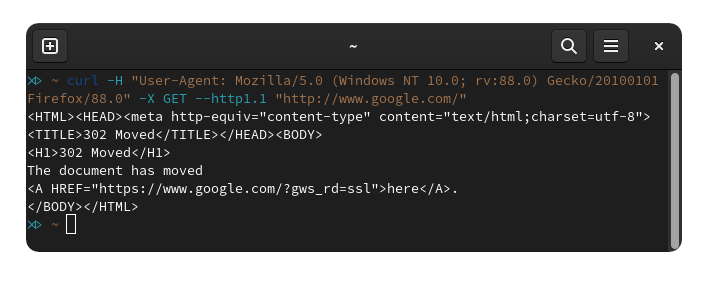 ~
~ curl -H "User-Agent: Mozilla/5.0 (Windows NT 10.0; rv:88.0) Gecko/20100101
Firefox/88.0" -X GET --http1.1 "http://www.google.com/"
<HTML><HEAD><meta http-equiv="content-type" content="text/html;charset=utf-8">
<TITLE>302 Moved</TITLE></HEAD><BODY>
<H1>302 Moved</H1>
The document has moved
<A HREF="https://www.google.com/?gws_rd=ssl">here</A>.
</BODY></HTML>
~